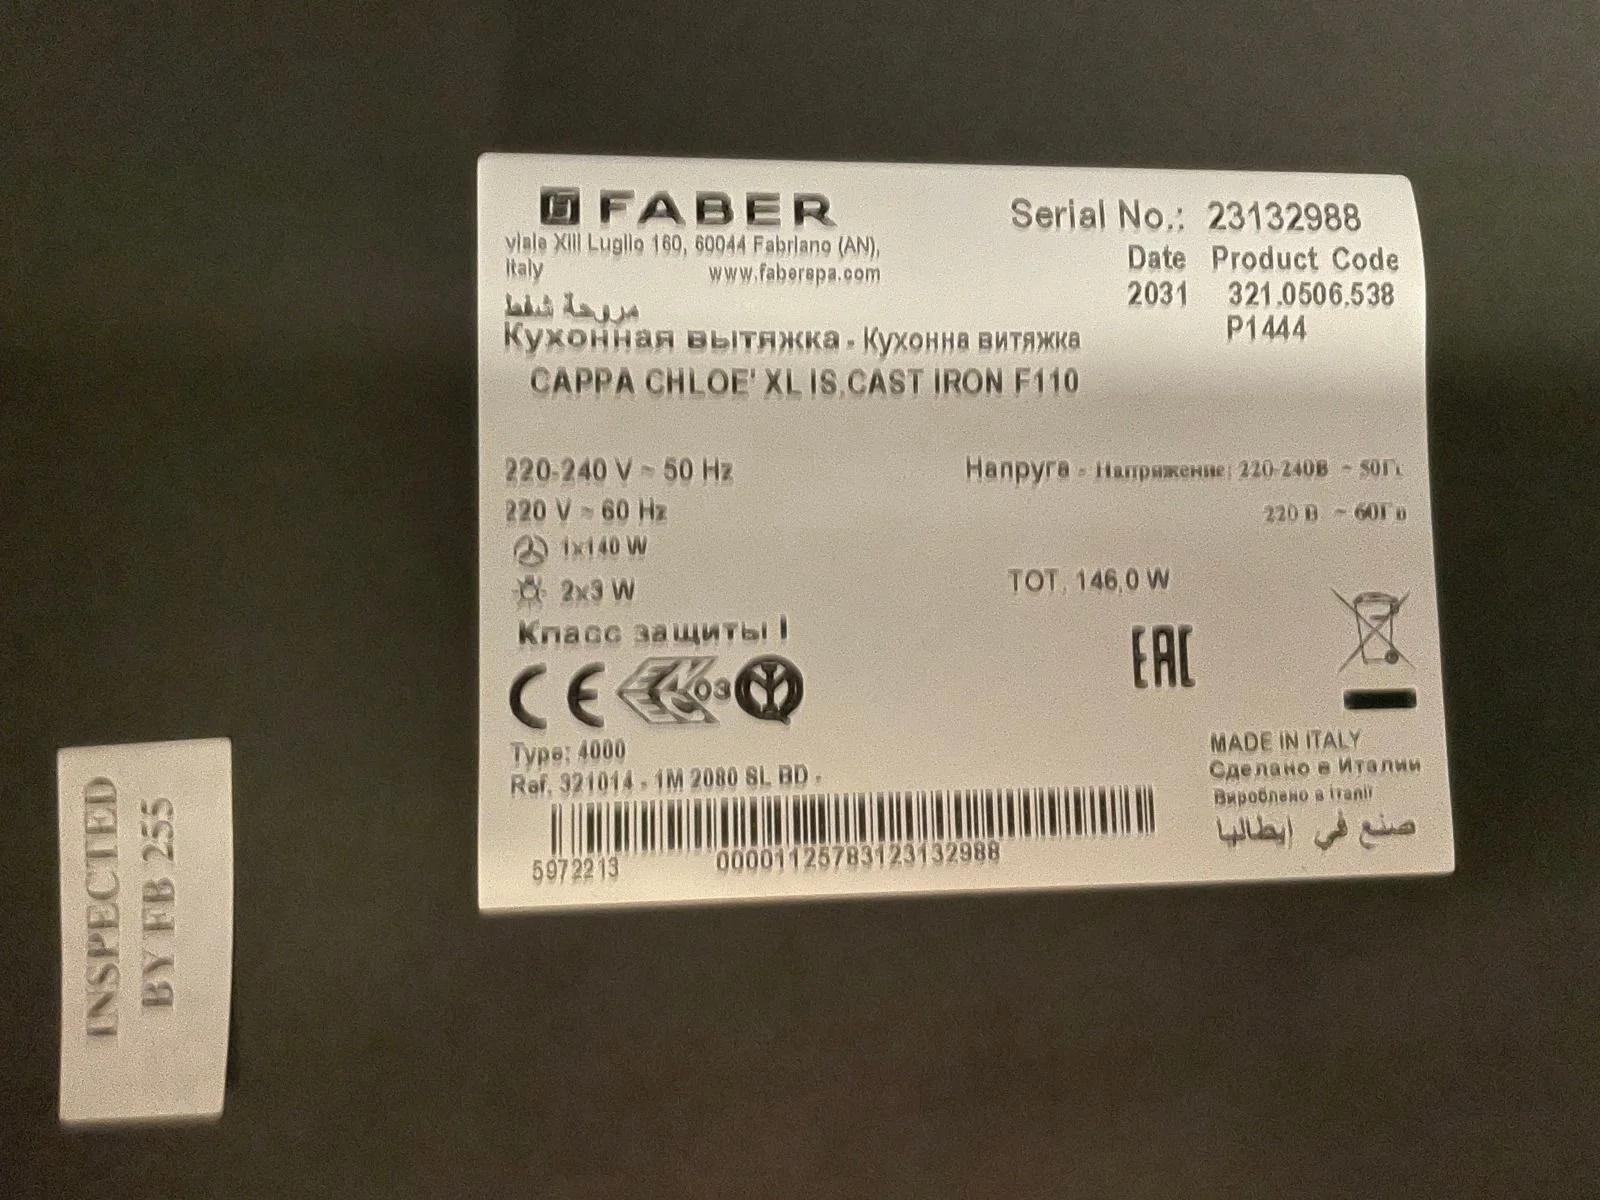 FABER
viale XIII Luglio 160, 60044 Fabriano (AN),
Italy www.faberspa.com
Serial No.: 23132988
Date Product Code
2031 321.0506.538
P1444
مروحة شفط
Кухонная вытяжка - Кухонна витяжка
CAPPA CHLOE' XL IS.CAST IRON F110
220-240 V ~ 50 Hz
Напруга - Напряжение: 220-240В ~ 50Гц
220 V ~ 60 Hz
220 В ~ 60Гц
1x140 W
2x3 W
TOT. 146,0 W
Класс защиты I
CE 03
EAC
Type: 4000
Ref. 321014 - 1M 2080 SL BD -
MADE IN ITALY
Сделано в Италии
Вироблено в Італії
صنع في إيطاليا
5972213 00001125783123132988
INSPECTED
BY FB 255